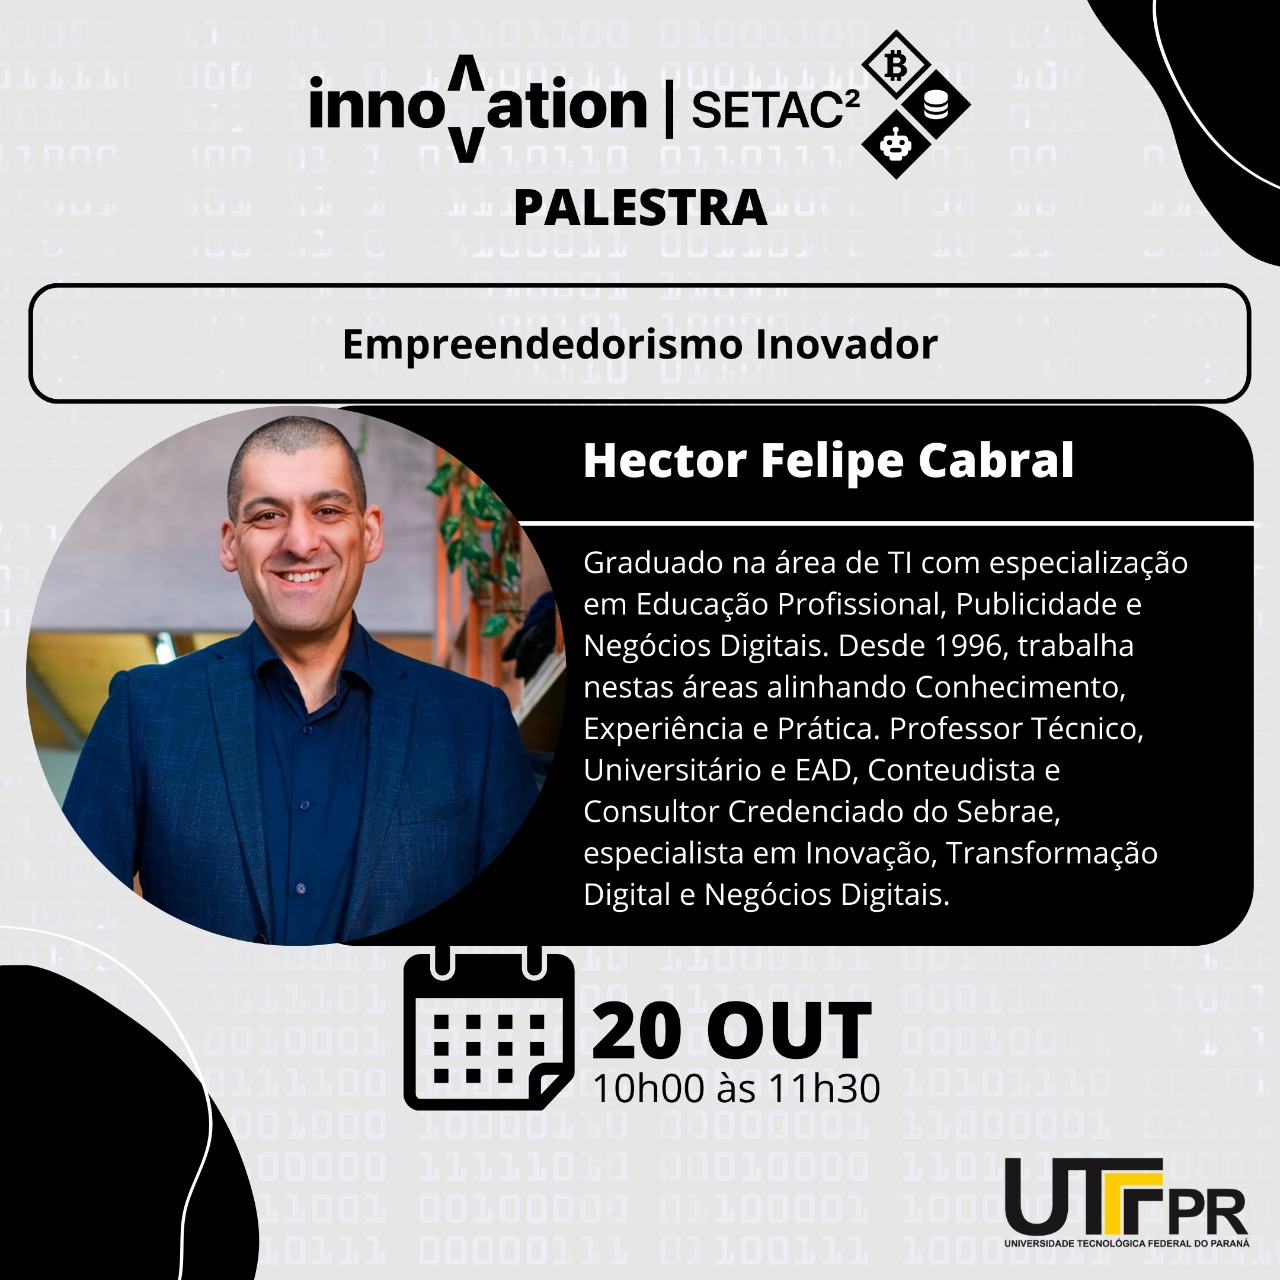 innovation | SETAC²
PALESTRA
Empreendedorismo Inovador
Hector Felipe Cabral
Graduado na área de TI com especialização
em Educação Profissional, Publicidade e
Negócios Digitais. Desde 1996, trabalha
nestas áreas alinhando Conhecimento,
Experiência e Prática. Professor Técnico,
Universitário e EAD, Conteudista e
Consultor Credenciado do Sebrae,
especialista em Inovação, Transformação
Digital e Negócios Digitais.
20 OUT
10h00 às 11h30
UTFPR
UNIVERSIDADE TECNOLÓGICA FEDERAL DO PARANÁ